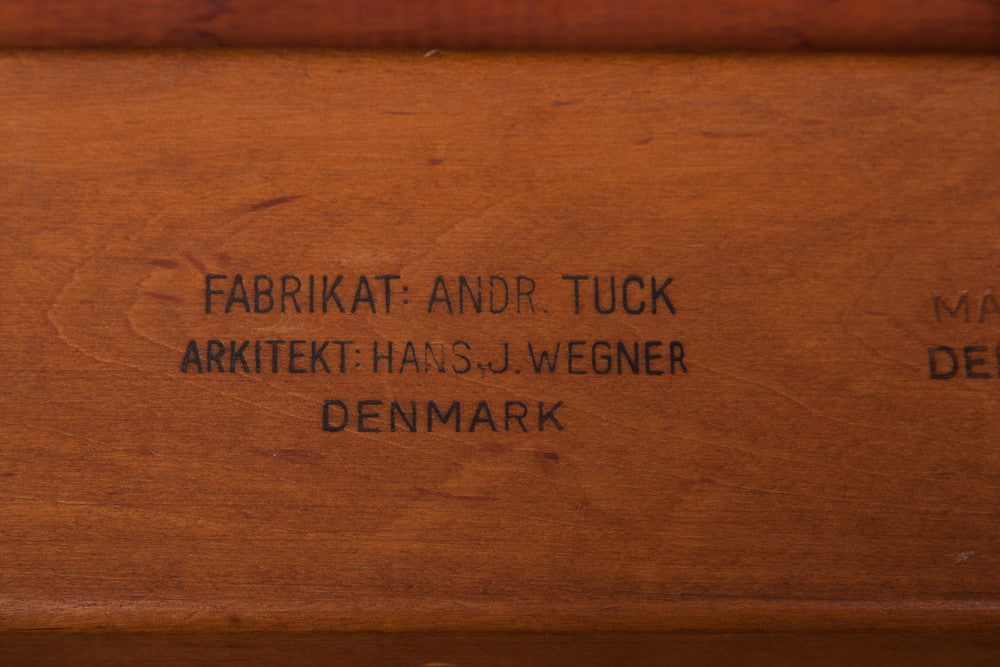 FABRIKAT: ANDR. TUCK
ARKITEKT: HANS, J. WEGNER
DENMARK